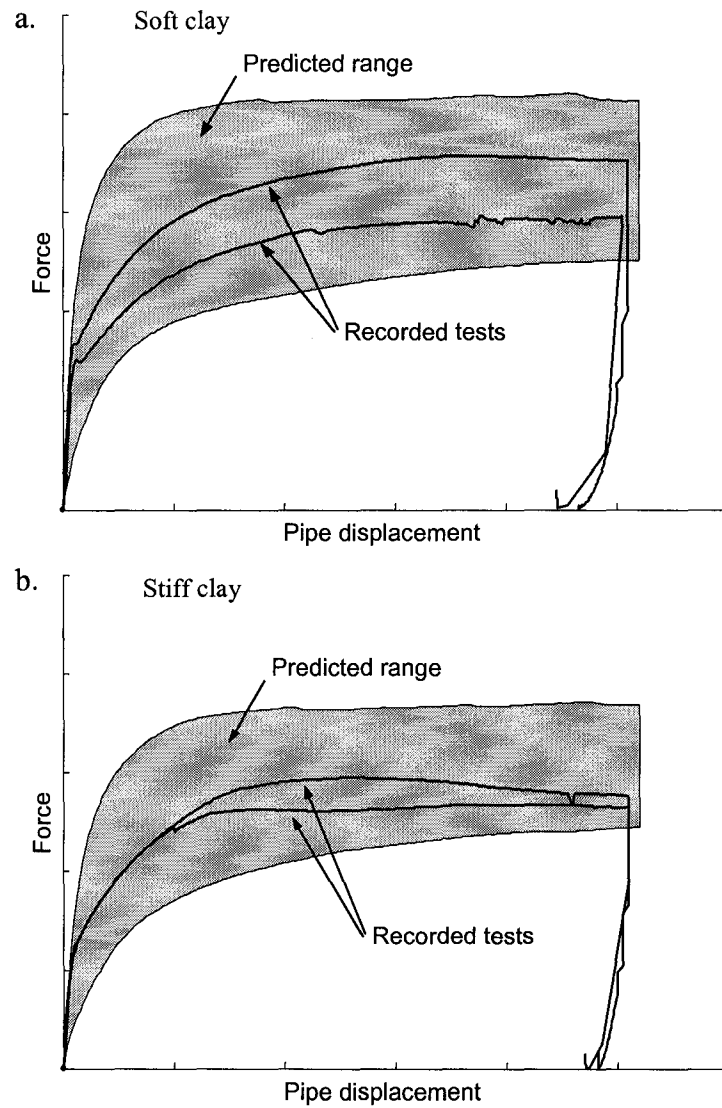 a.
Soft clay
Predicted range
Force
Recorded tests
Pipe displacement
b.
Stiff clay
Predicted range
Force
Recorded tests
Pipe displacement